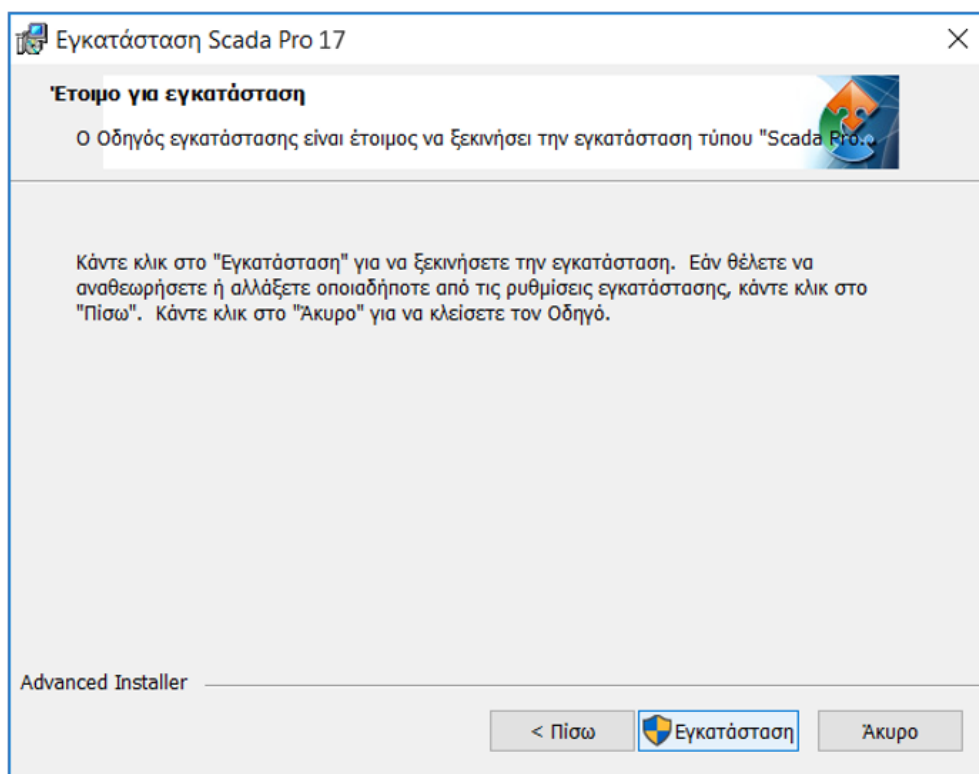 Εγκατάσταση Scada Pro 17
Έτοιμο για εγκατάσταση
Ο Οδηγός εγκατάστασης είναι έτοιμος να ξεκινήσει την εγκατάσταση τύπου "Scada Pro...
Κάντε κλικ στο "Εγκατάσταση" για να ξεκινήσετε την εγκατάσταση. Εάν θέλετε να
αναθεωρήσετε ή αλλάξετε οποιαδήποτε από τις ρυθμίσεις εγκατάστασης, κάντε κλικ στο
"Πίσω". Κάντε κλικ στο "Άκυρο" για να κλείσετε τον Οδηγό.
Advanced Installer
< Πίσω Εγκατάσταση Άκυρο